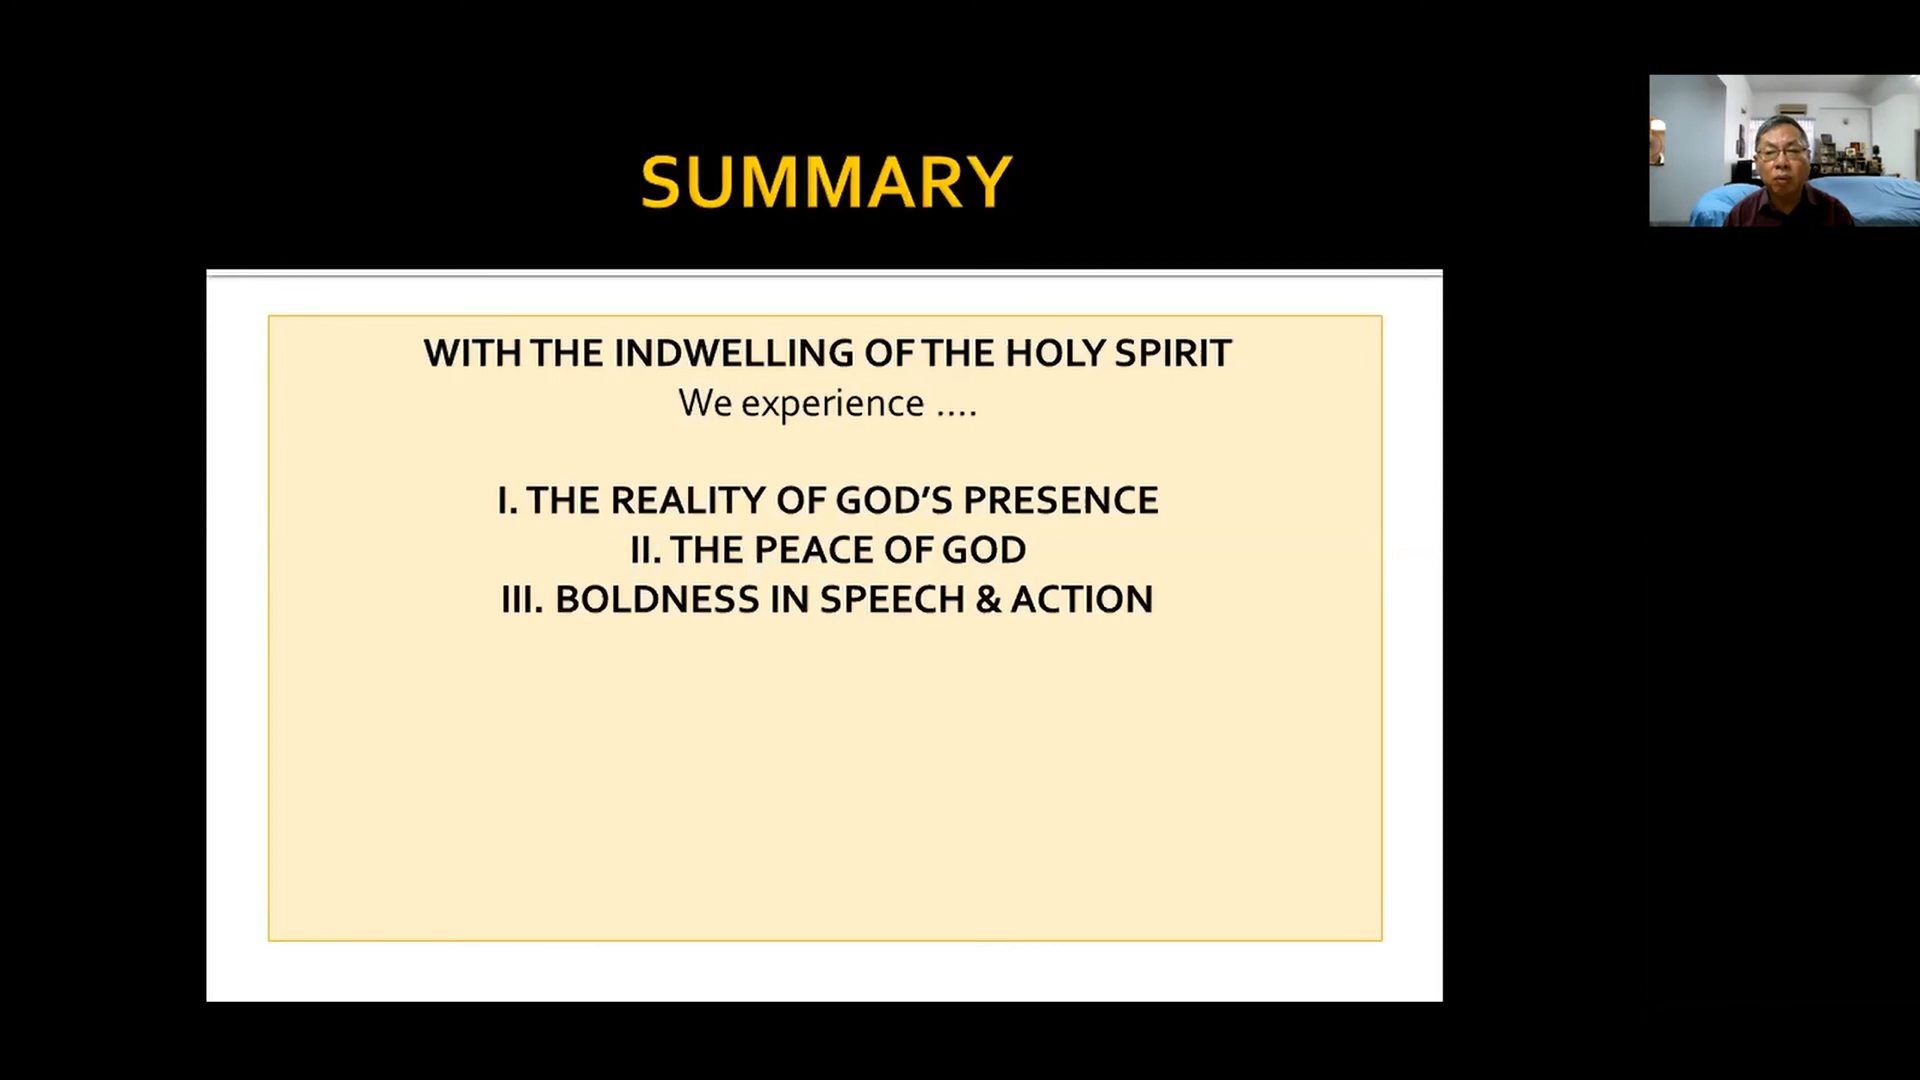 SUMMARY
WITH THE INDWELLING OF THE HOLY SPIRIT
We experience ....
I. THE REALITY OF GOD’S PRESENCE
II. THE PEACE OF GOD
III. BOLDNESS IN SPEECH & ACTION